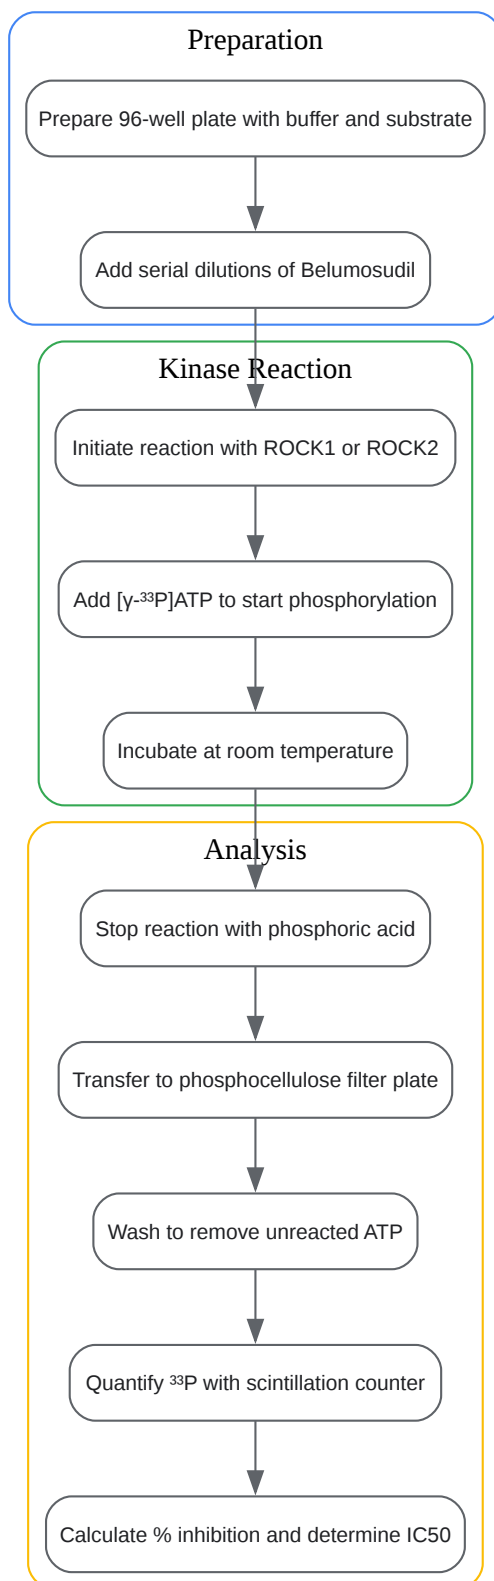 Preparation
Prepare 96-well plate with buffer and substrate
Add serial dilutions of Belumosudil
Kinase Reaction
Initiate reaction with ROCK1 or ROCK2
Add [γ-³³P]ATP to start phosphorylation
Incubate at room temperature
Analysis
Stop reaction with phosphoric acid
Transfer to phosphocellulose filter plate
Wash to remove unreacted ATP
Quantify ³³P with scintillation counter
Calculate % inhibition and determine IC50